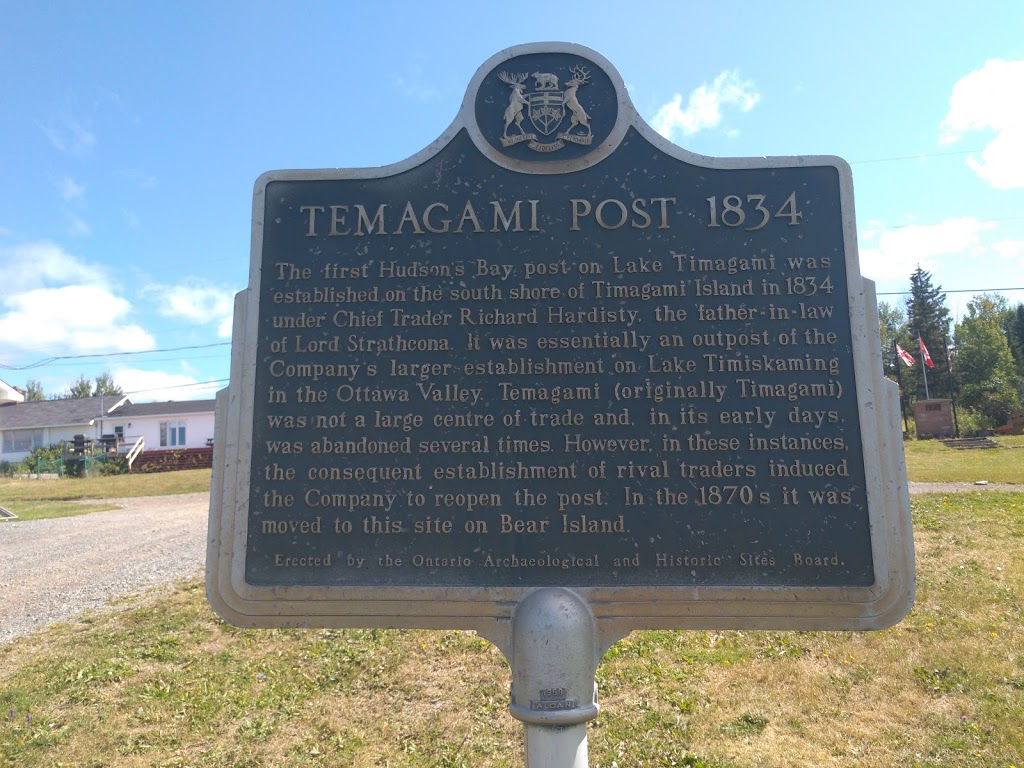 TEMAGAMI POST 1834
The first Hudson's Bay post on Lake Timagami was
established on the south shore of Timagami Island in 1834
under Chief Trader Richard Hardisty, the father-in-law
of Lord Strathcona. It was essentially an outpost of the
Company's larger establishment on Lake Timiskaming
in the Ottawa Valley. Temagami (originally Timagami)
was not a large centre of trade and, in its early days,
was abandoned several times. However, in these instances,
the consequent establishment of rival traders induced
the Company to reopen the post. In the 1870's it was
moved to this site on Bear Island.
Erected by the Ontario Archaeological and Historic Sites Board.